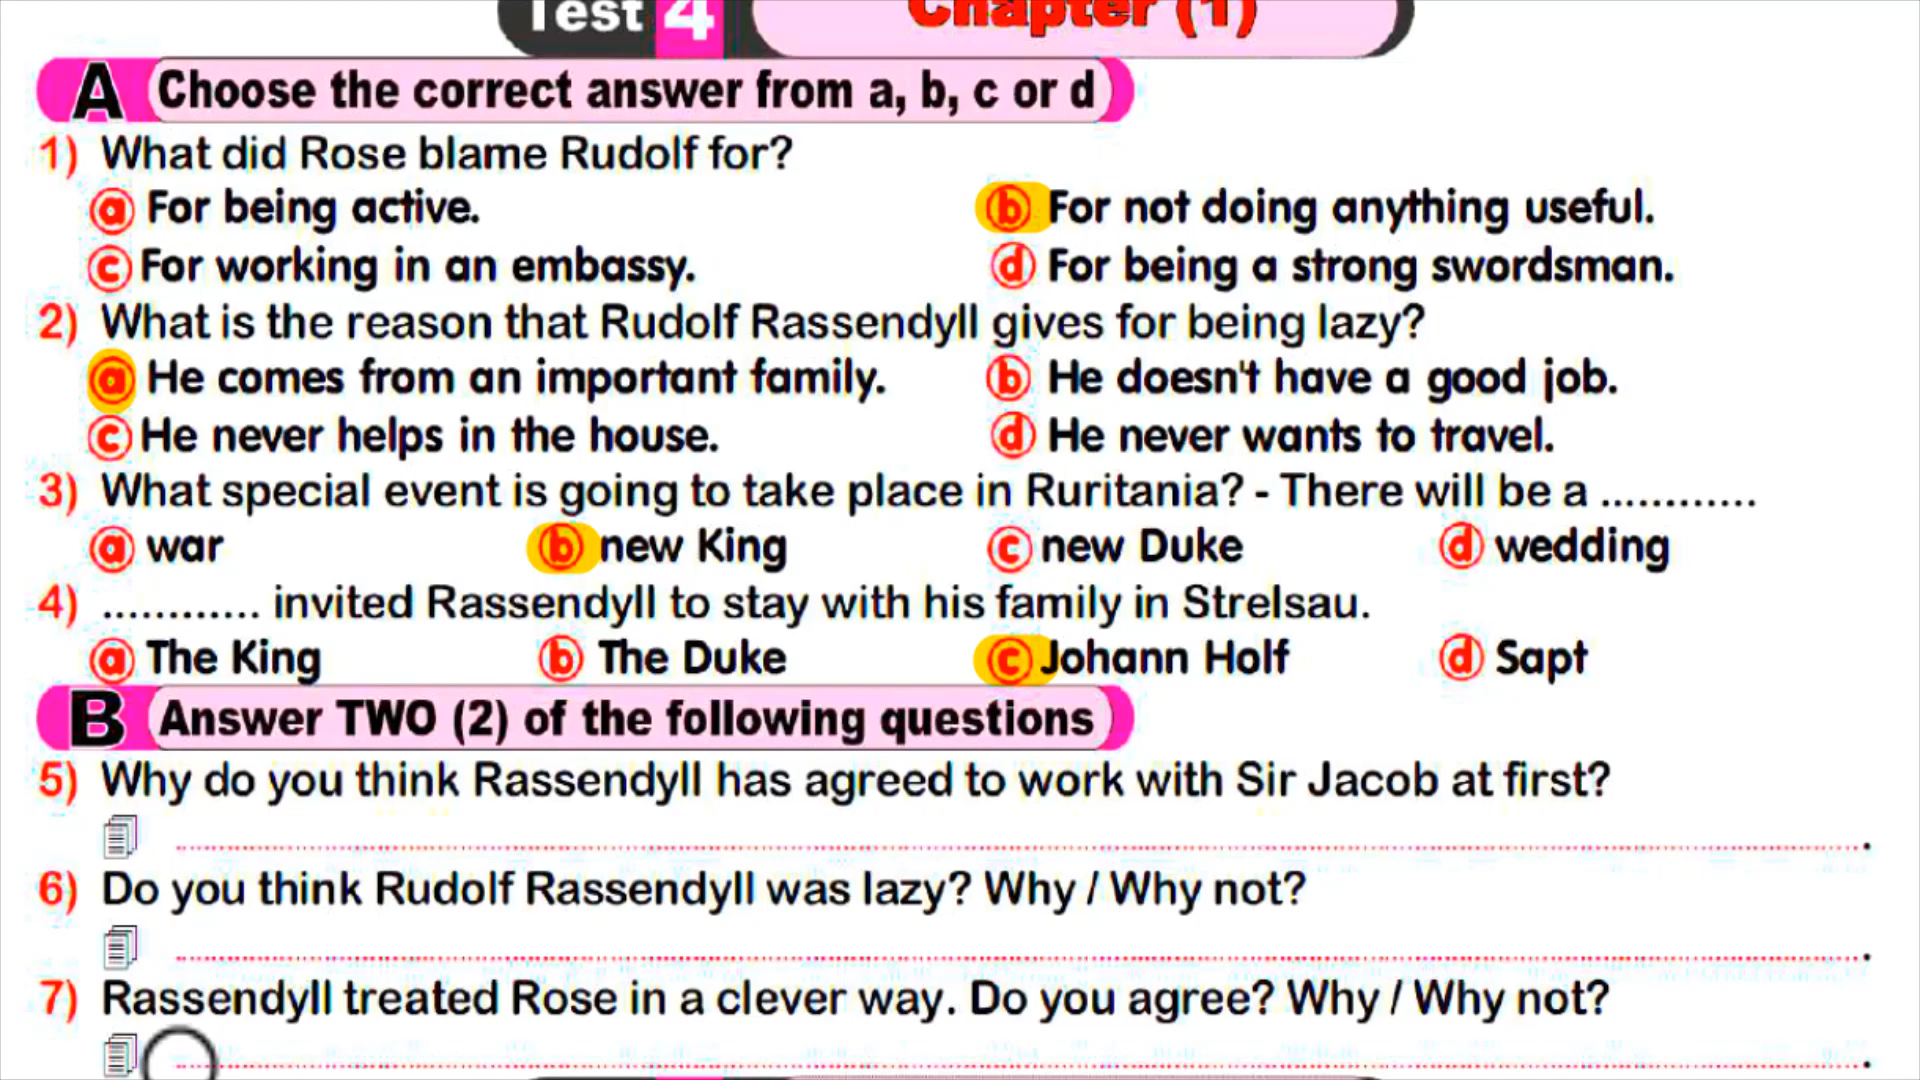 Test 4 Chapter (1)
A Choose the correct answer from a, b, c or d
1) What did Rose blame Rudolf for?
a For being active. b For not doing anything useful.
c For working in an embassy. d For being a strong swordsman.
2) What is the reason that Rudolf Rassendyll gives for being lazy?
a He comes from an important family. b He doesn't have a good job.
c He never helps in the house. d He never wants to travel.
3) What special event is going to take place in Ruritania? - There will be a ............
a war b new King c new Duke d wedding
4) ............ invited Rassendyll to stay with his family in Strelsau.
a The King b The Duke c Johann Holf d Sapt
B Answer TWO (2) of the following questions
5) Why do you think Rassendyll has agreed to work with Sir Jacob at first?
6) Do you think Rudolf Rassendyll was lazy? Why / Why not?
7) Rassendyll treated Rose in a clever way. Do you agree? Why / Why not?